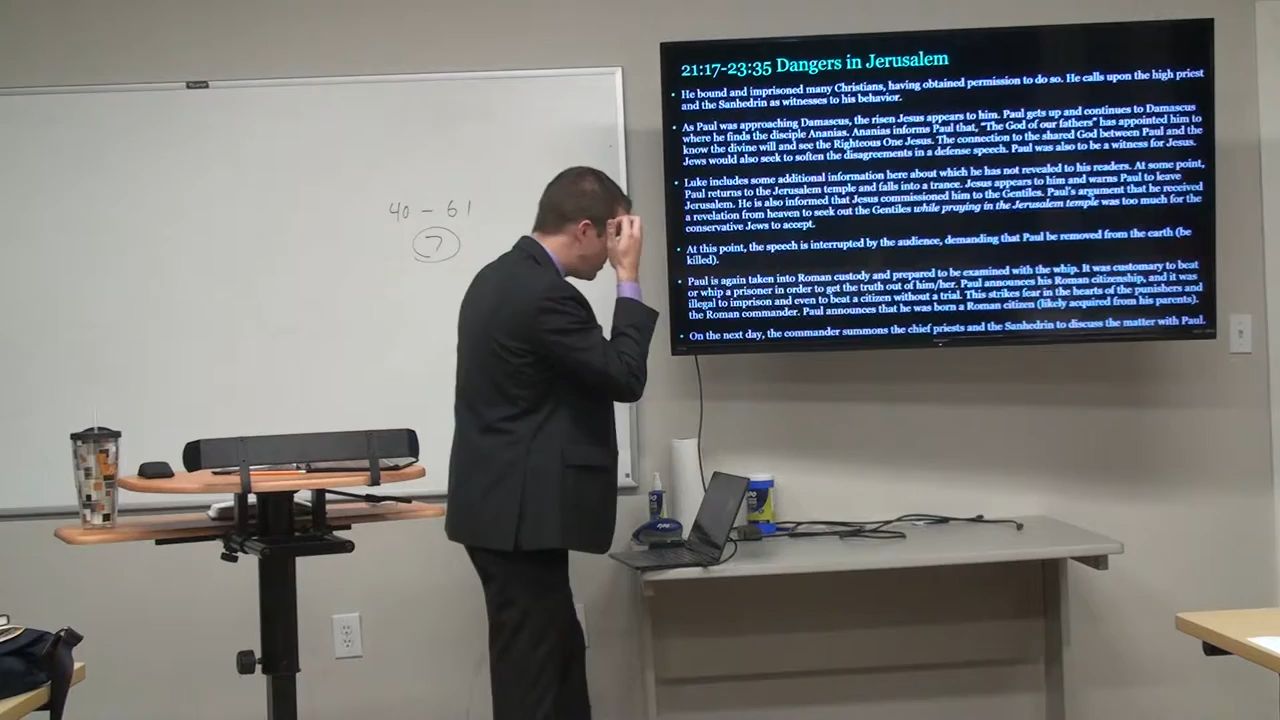 40 - 61
7
21:17-23:35 Dangers in Jerusalem
• He bound and imprisoned many Christians, having obtained permission to do so. He calls upon the high priest
and the Sanhedrin as witnesses to his behavior.
• As Paul was approaching Damascus, the risen Jesus appears to him. Paul gets up and continues to Damascus
where he finds the disciple Ananias. Ananias informs Paul that, "The God of our fathers" has appointed him to
know the divine will and see the Righteous One Jesus. The connection to the shared God between Paul and the
Jews would also seek to soften the disagreements in a defense speech. Paul was also to be a witness for Jesus.
• Luke includes some additional information here about which he has not revealed to his readers. At some point,
Paul returns to the Jerusalem temple and falls into a trance. Jesus appears to him and warns Paul to leave
Jerusalem. He is also informed that Jesus commissioned him to the Gentiles. Paul's argument that he received
a revelation from heaven to seek out the Gentiles while praying in the Jerusalem temple was too much for the
conservative Jews to accept.
• At this point, the speech is interrupted by the audience, demanding that Paul be removed from the earth (be
killed).
• Paul is again taken into Roman custody and prepared to be examined with the whip. It was customary to beat
or whip a prisoner in order to get the truth out of him/her. Paul announces his Roman citizenship, and it was
illegal to imprison and even to beat a citizen without a trial. This strikes fear in the hearts of the punishers and
the Roman commander. Paul announces that he was born a Roman citizen (likely acquired from his parents).
• On the next day, the commander summons the chief priests and the Sanhedrin to discuss the matter with Paul.